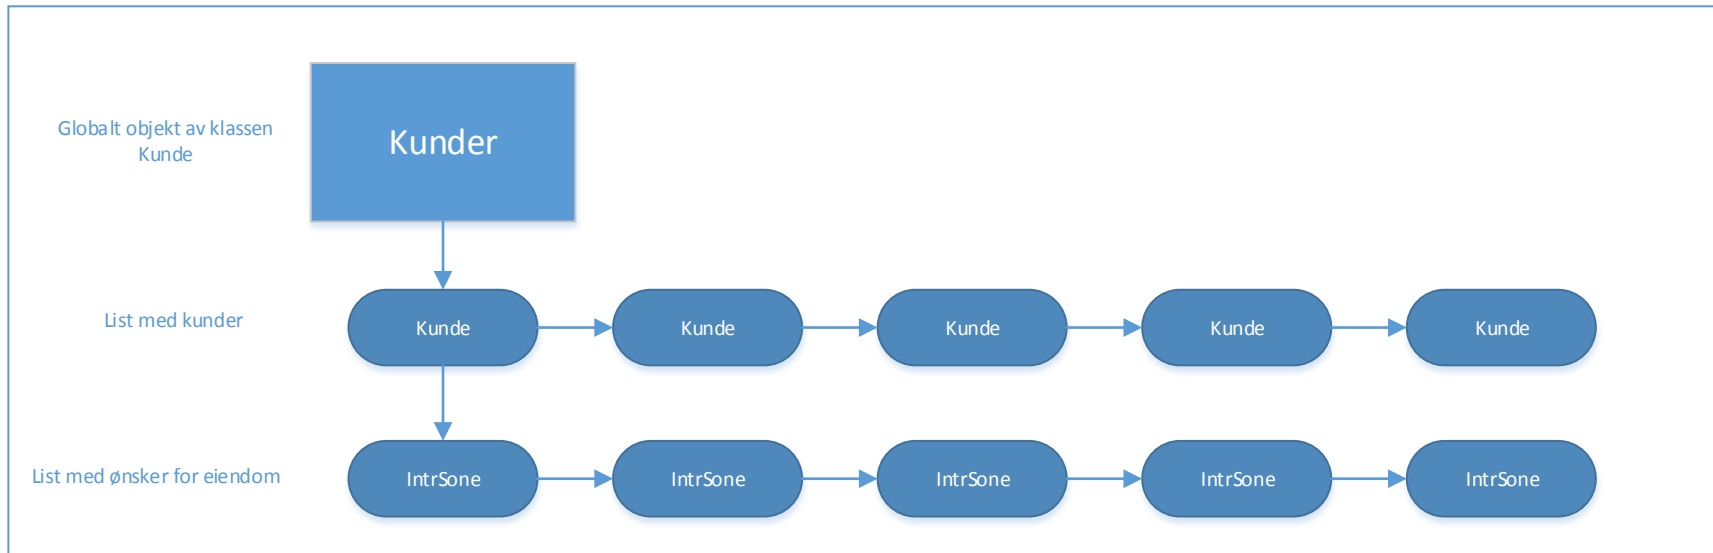 Globalt objekt av klassen
Kunde
Kunder
List med kunder
Kunde
Kunde
Kunde
Kunde
Kunde
List med ønsker for eiendom
IntrSone
IntrSone
IntrSone
IntrSone
IntrSone